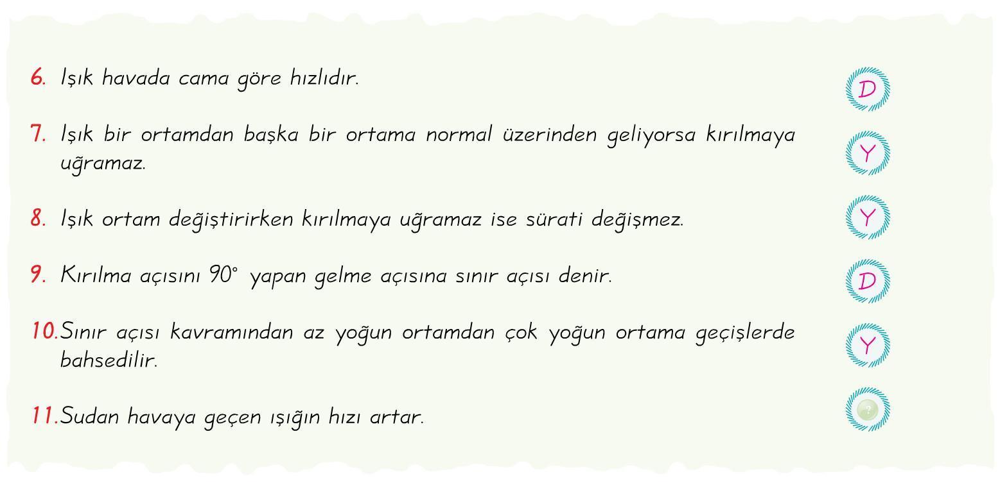 6. Işık havada cama göre hızlıdır.
D
7. Işık bir ortamdan başka bir ortama normal üzerinden geliyorsa kırılmaya
uğramaz.
Y
8. Işık ortam değiştirirken kırılmaya uğramaz ise sürati değişmez.
Y
9. Kırılma açısını 90° yapan gelme açısına sınır açısı denir.
D
10. Sınır açısı kavramından az yoğun ortamdan çok yoğun ortama geçişlerde
bahsedilir.
Y
11. Sudan havaya geçen ışığın hızı artar.
?